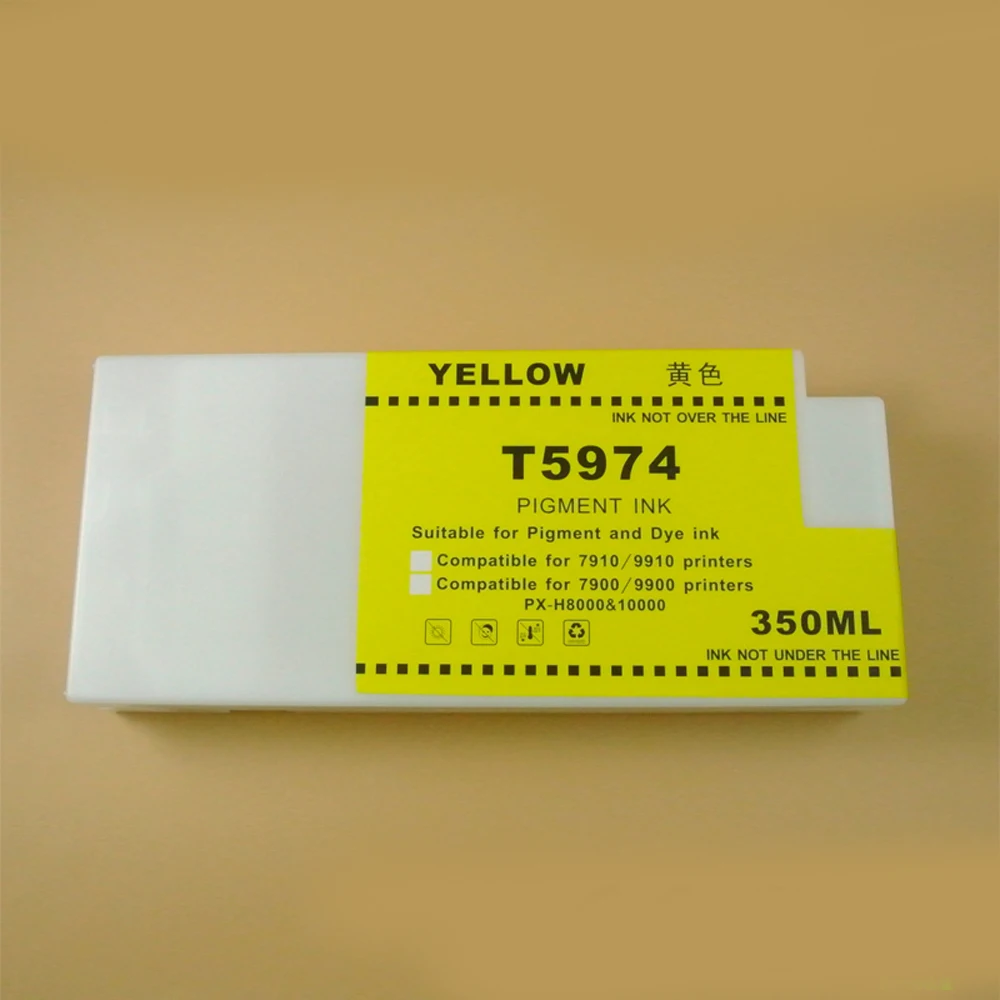 YELLOW 黄色
INK NOT OVER THE LINE
T5974
PIGMENT INK
Suitable for Pigment and Dye ink
Compatible for 7910/9910 printers
Compatible for 7900/9900 printers
PX-H8000&10000
350ML
INK NOT UNDER THE LINE